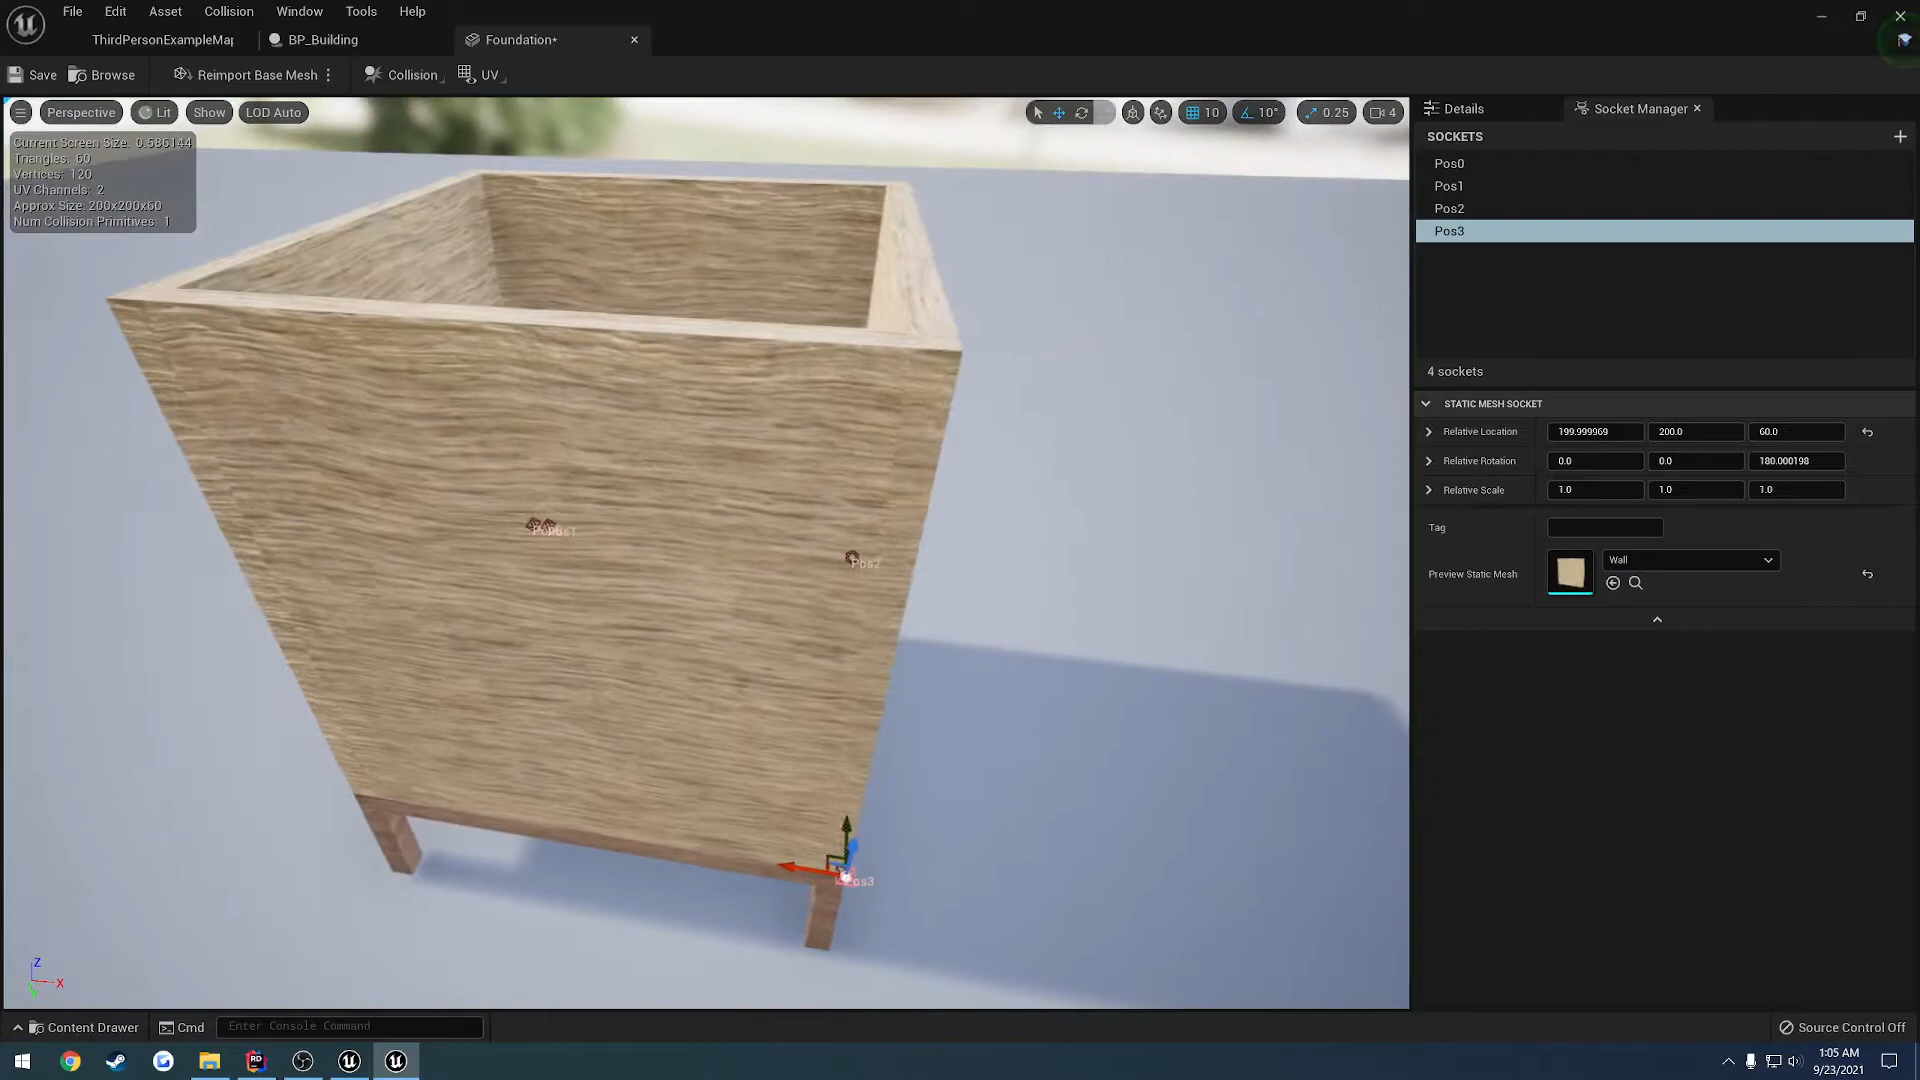 File Edit Asset Collision Window Tools Help
ThirdPersonExampleMap BP_Building Foundation*
Save Browse Reimport Base Mesh Collision UV
Perspective Lit Show LOD Auto 10 10° 0.25 4
Current Screen Size: 0.586144
Triangles: 60
Vertices: 120
UV Channels: 2
Approx Size: 200x200x60
Num Collision Primitives: 1
Pos1
Pos2
Pos3
Z
X
Details Socket Manager
SOCKETS
Pos0
Pos1
Pos2
Pos3
4 sockets
STATIC MESH SOCKET
Relative Location 199.999969 200.0 60.0
Relative Rotation 0.0 0.0 180.000198
Relative Scale 1.0 1.0 1.0
Tag
Preview Static Mesh Wall
Content Drawer Cmd Enter Console Command Source Control Off
RD
1:05 AM
9/23/2021